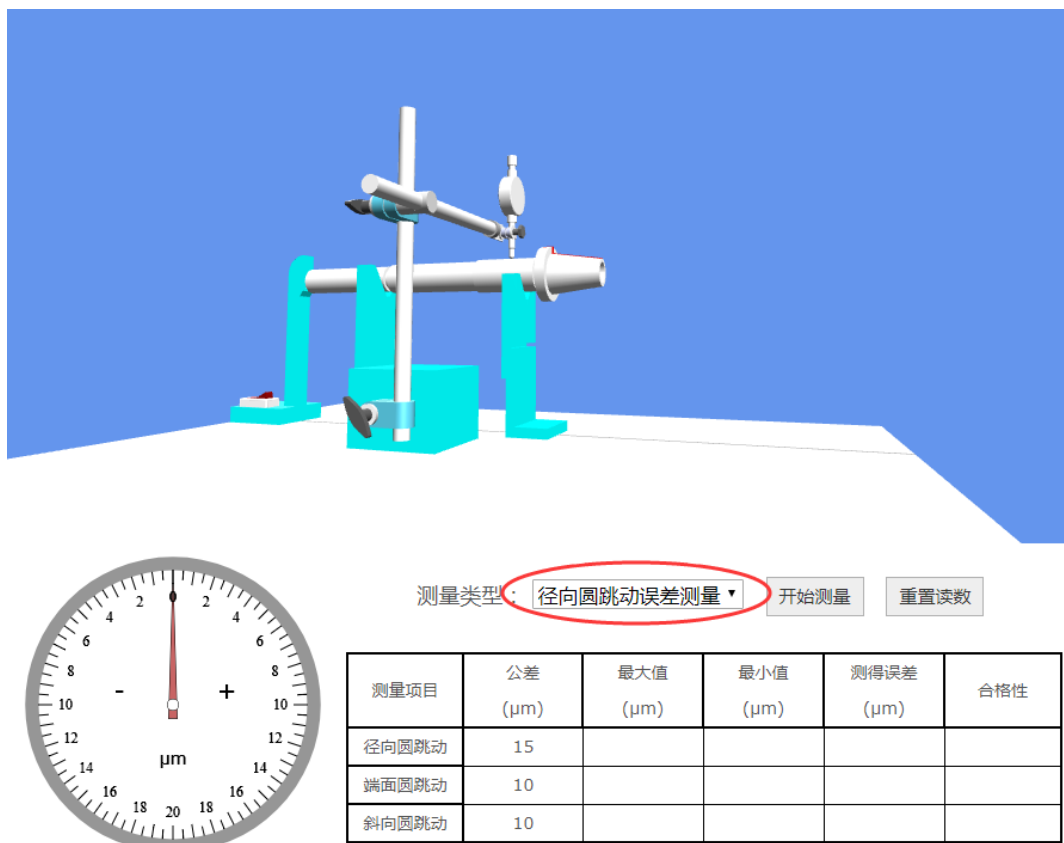 测量类型： 径向圆跳动误差测量 开始测量 重置读数
2 0 2
4 4
6 6
8 8
10 - + 10
12 12
μm
14 14
16 16
18 20 18
测量项目 公差 (μm) 最大值 (μm) 最小值 (μm) 测得误差 (μm) 合格性
径向圆跳动 15
端面圆跳动 10
斜向圆跳动 10